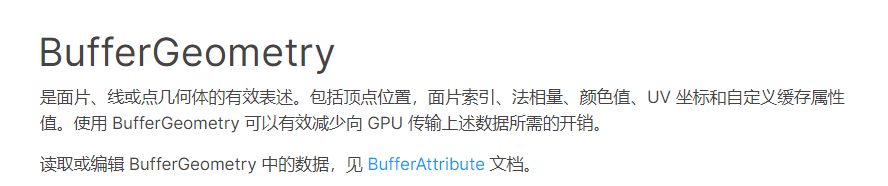 BufferGeometry
是面片、线或点几何体的有效表述。包括顶点位置，面片索引、法相量、颜色值、UV 坐标和自定义缓存属性
值。使用 BufferGeometry 可以有效减少向 GPU 传输上述数据所需的开销。
读取或编辑 BufferGeometry 中的数据，见 BufferAttribute 文档。